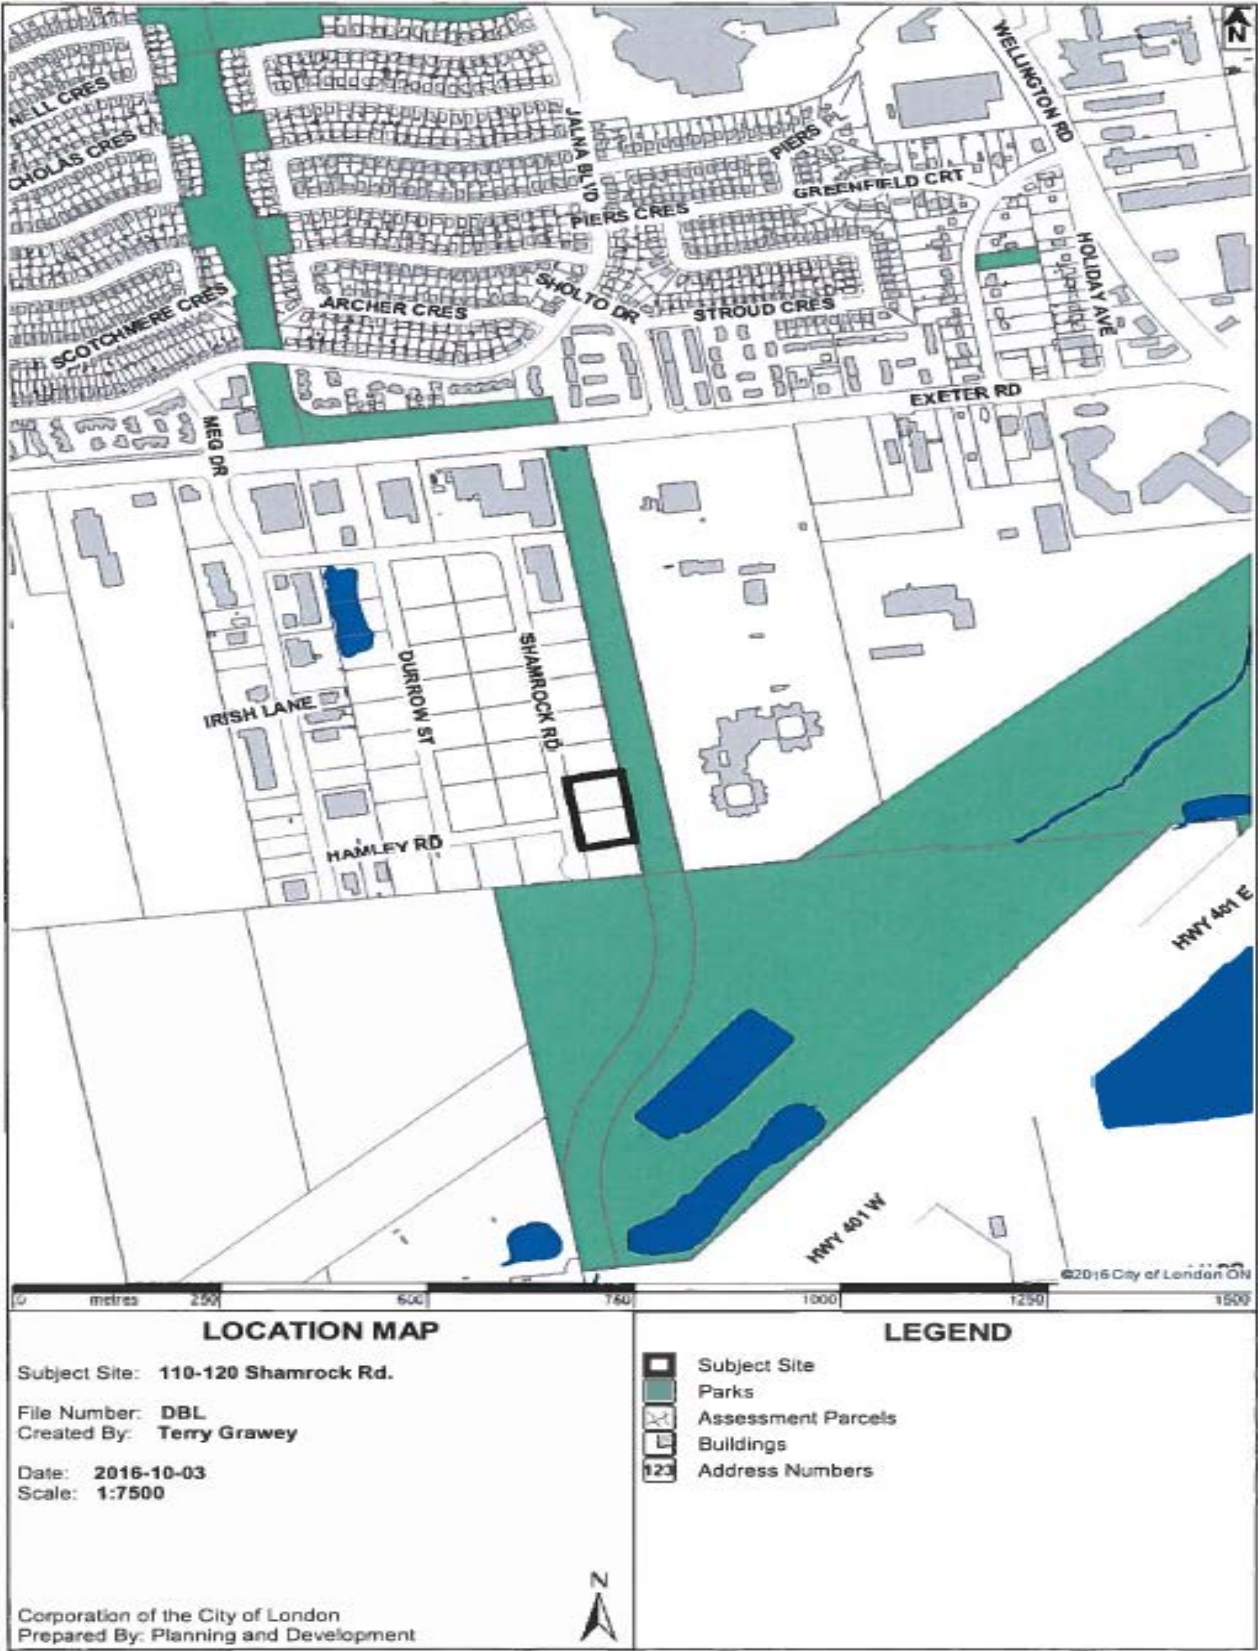 N
WELLINGTON RD
NELL CRES
CHOLAS CRES
JALNA BLVD
PIERS
GREENFIELD CRT
PIERS CRES
HOLIDAY AVE
SHOLTO DR
ARCHER CRES
STROUD CRES
SCOTCHMERE CRES
EXETER RD
MEG DR
SHAMROCK RD
DURROW ST
IRISH LANE
HAMLEY RD
HWY 401 E
HWY 401 W
©2016 City of London ON
0 metres 250 500 750 1000 1250 1500
LOCATION MAP
Subject Site: 110-120 Shamrock Rd.
File Number: DBL
Created By: Terry Grawey
Date: 2016-10-03
Scale: 1:7500
N
Corporation of the City of London
Prepared By: Planning and Development
LEGEND
Subject Site
Parks
Assessment Parcels
Buildings
123 Address Numbers